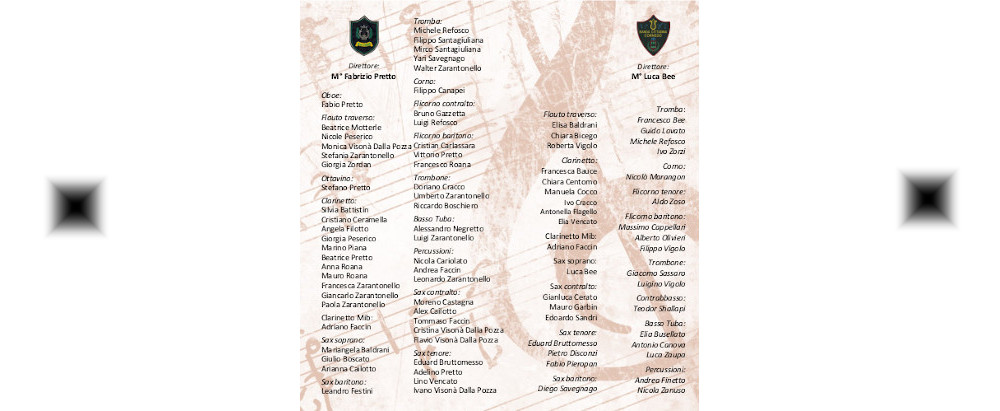 Direttore:
M° Fabrizio Pretto
Oboe:
Fabio Pretto
Flauto traverso:
Beatrice Motterle
Nicole Peserico
Monica Visonà Dalla Pozza
Stefania Zarantonello
Giorgia Zordan
Ottavino:
Stefano Pretto
Clarinetto:
Silvia Battistin
Cristiano Ceramella
Angela Filotto
Giorgia Peserico
Marino Piana
Beatrice Pretto
Anna Roana
Mauro Roana
Francesca Zarantonello
Giancarlo Zarantonello
Paola Zarantonello
Clarinetto Mib:
Adriano Faccin
Sax soprano:
Mariangela Baldrani
Giulio Boscato
Arianna Cailotto
Sax baritono:
Leandro Festini
Tromba:
Michele Refosco
Filippo Santagiuliana
Mirco Santagiuliana
Yari Savegnago
Walter Zarantonello
Corno:
Filippo Canapei
Flicorno contralto:
Bruno Gazzetta
Luigi Refosco
Flicorno baritono:
Cristian Carlassara
Vittorio Pretto
Francesco Roana
Trombone:
Doriano Cracco
Umberto Zarantonello
Riccardo Boschiero
Basso Tuba:
Alessandro Negretto
Luigi Zarantonello
Percussioni:
Nicola Cariolato
Andrea Faccin
Leonardo Zarantonello
Sax contralto:
Moreno Castagna
Alex Cailotto
Tommaso Faccin
Cristina Visonà Dalla Pozza
Flavio Visonà Dalla Pozza
Sax tenore:
Eduard Bruttomesso
Adelino Pretto
Lino Vencato
Ivano Visonà Dalla Pozza
Flauto traverso:
Elisa Baldrani
Chiara Bicego
Roberta Vigolo
Clarinetto:
Francesca Bauce
Chiara Centomo
Manuela Cocco
Ivo Cracco
Antonella Flagello
Elia Vencato
Clarinetto Mib:
Adriano Faccin
Sax soprano:
Luca Bee
Sax contralto:
Gianluca Cerato
Mauro Garbin
Edoardo Sandri
Sax tenore:
Eduard Bruttomesso
Pietro Disconzi
Fabio Pieropan
Sax baritono:
Diego Savegnago
Direttore:
M° Luca Bee
Tromba:
Francesco Bee
Guido Lovato
Michele Refosco
Ivo Zorzi
Corno:
Nicolò Marangon
Flicorno tenore:
Aldo Zoso
Flicorno baritono:
Massimo Cappellari
Alberto Olivieri
Filippo Vigolo
Trombone:
Giacomo Sassaro
Luigino Vigolo
Contrabbasso:
Teodor Shallapi
Basso Tuba:
Elia Busellato
Antonio Canova
Luca Zaupa
Percussioni:
Andrea Finetto
Nicola Zanuso